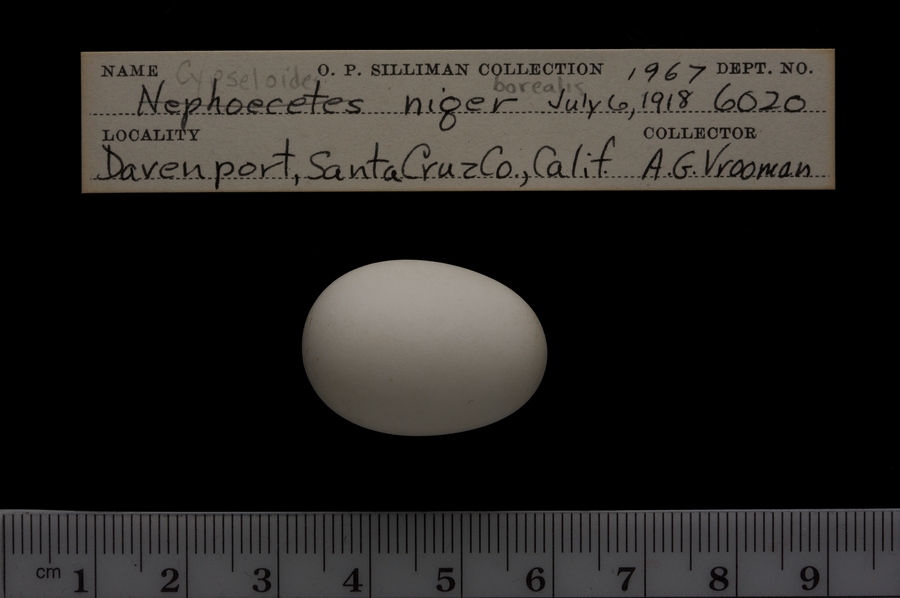 NAME Cypseloides O. P. SILLIMAN COLLECTION 1967 DEPT. NO.
borealis
Nephoecetes niger July 6, 1918 6020
LOCALITY COLLECTOR
Davenport, Santa Cruz Co., Calif. A.G. Vrooman
cm 1 2 3 4 5 6 7 8 9